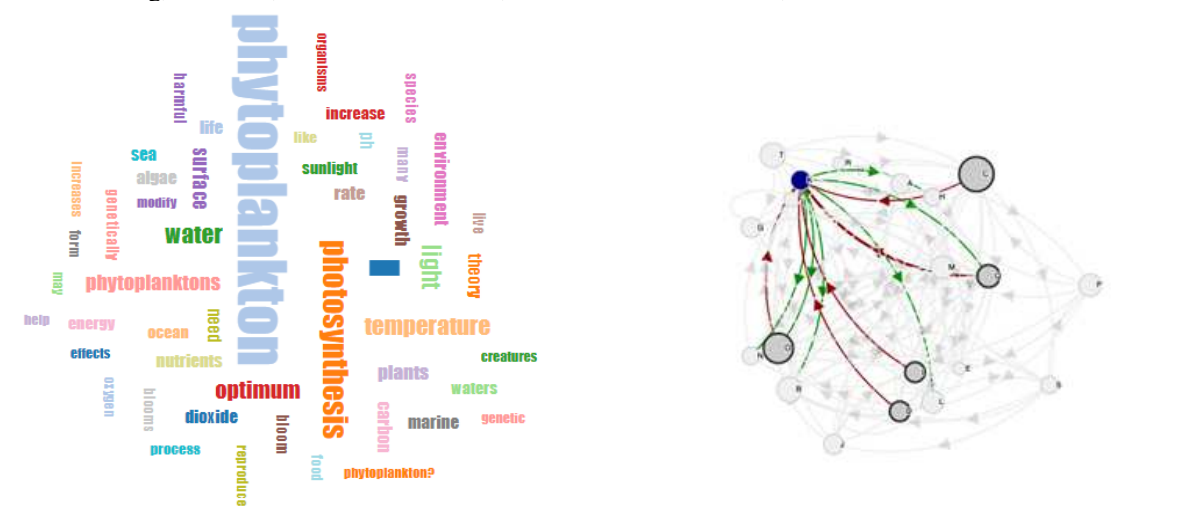 phytoplankton
organisms
harmful
species
increase
life
like
ph
environment
sea
surface
many
sunlight
algae
increases
genetically
modify
rate
growth
live
form
water
photosynthesis
light
theory
may
phytoplanktons
help
energy
ocean
need
temperature
effects
nutrients
creatures
plants
oxygen
blooms
optimum
waters
dioxide
bloom
carbon
marine
genetic
process
reproduce
food
phytoplankton?
T
R
C
A
H
G
M
P
N
O
E
S
L